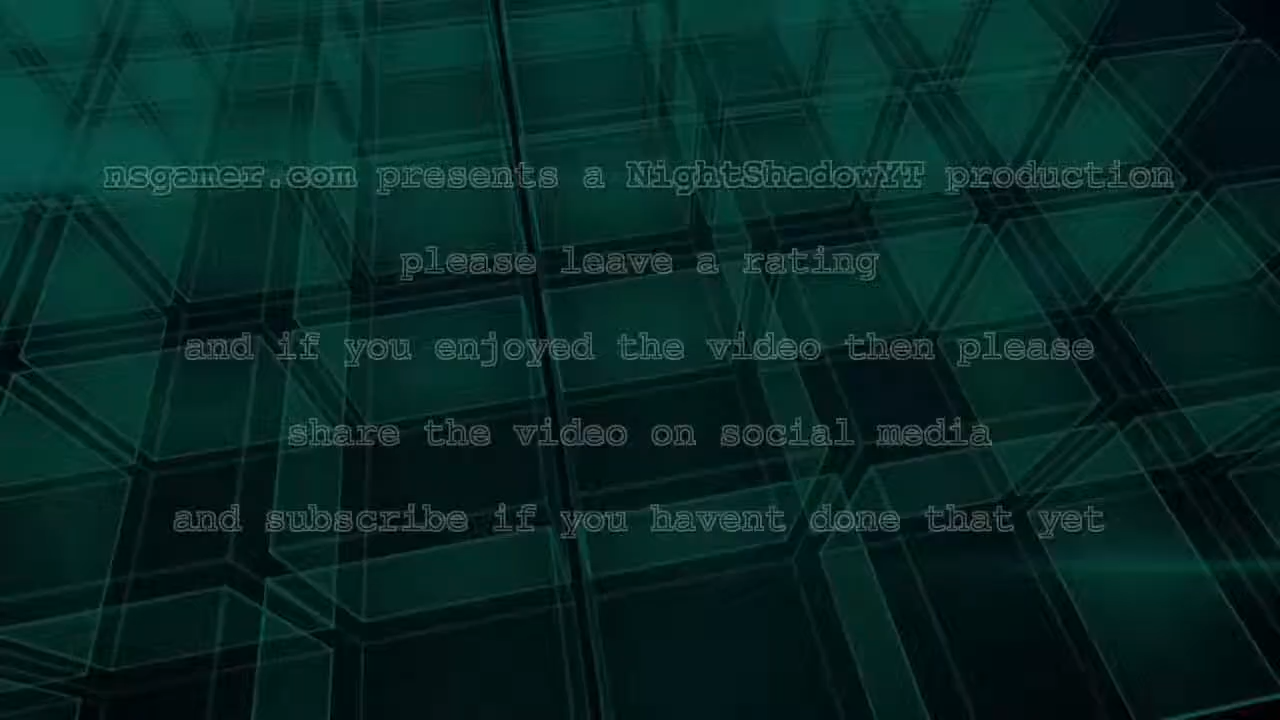 nsgamer.com presents a NightShadowYT production
please leave a rating
and if you enjoyed the video then please
share the video on social media
and subscribe if you havent done that yet